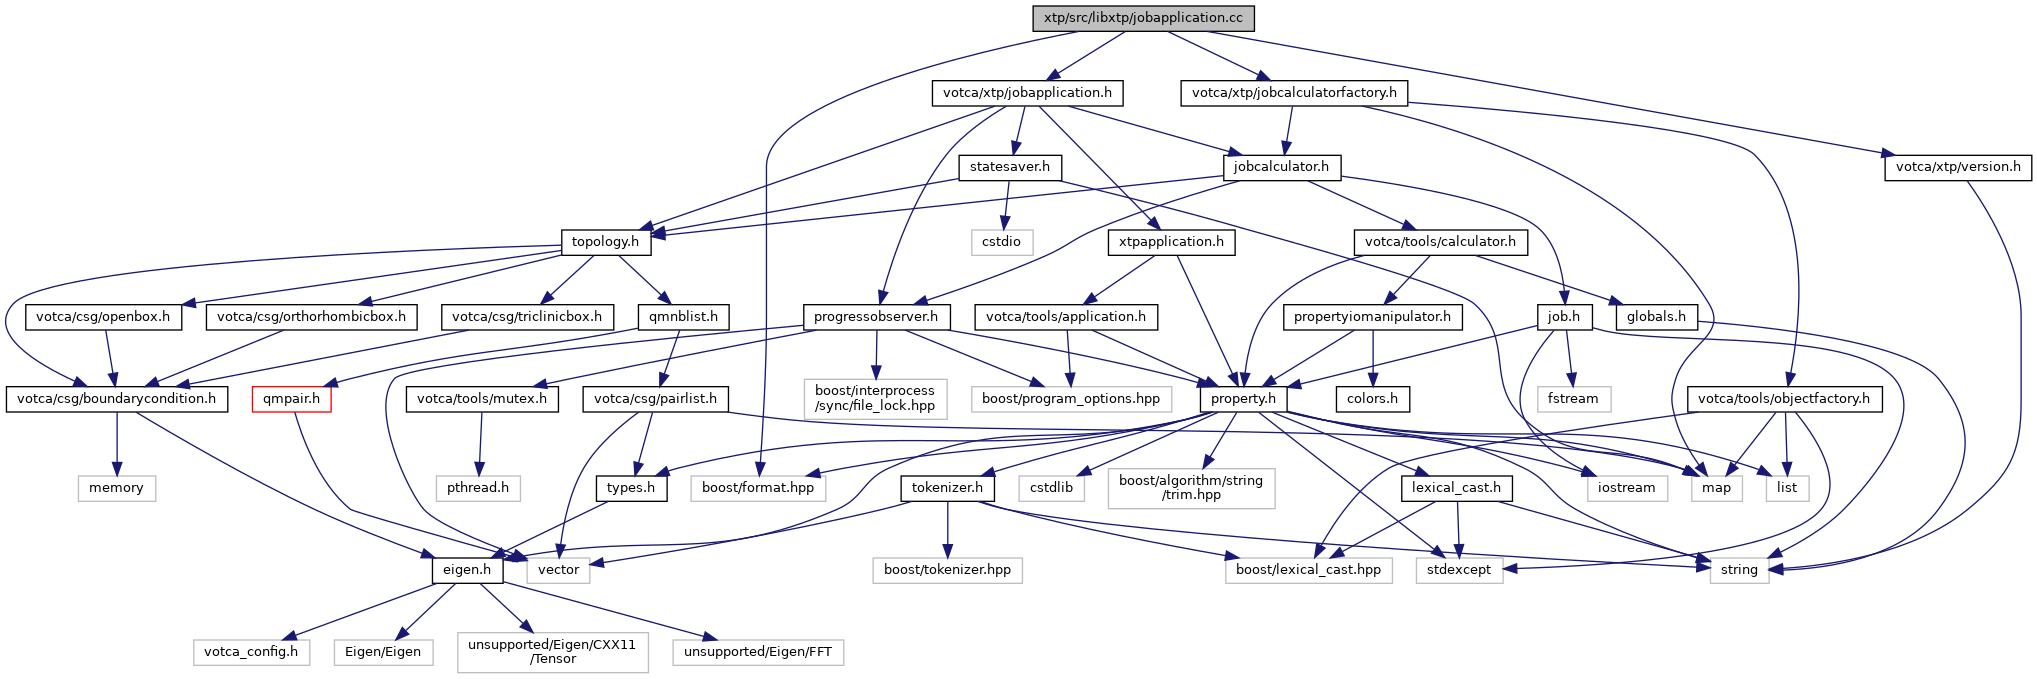 xtp/src/libxtp/jobapplication.cc
votca/xtp/jobapplication.h
votca/xtp/jobcalculatorfactory.h
statesaver.h
jobcalculator.h
votca/xtp/version.h
topology.h
cstdio
xtpapplication.h
votca/tools/calculator.h
votca/csg/openbox.h
votca/csg/orthorhombicbox.h
votca/csg/triclinicbox.h
qmnblist.h
progressobserver.h
votca/tools/application.h
propertyiomanipulator.h
job.h
globals.h
votca/csg/boundarycondition.h
qmpair.h
votca/tools/mutex.h
votca/csg/pairlist.h
boost/interprocess
/sync/file_lock.hpp
boost/program_options.hpp
property.h
colors.h
fstream
votca/tools/objectfactory.h
memory
pthread.h
types.h
boost/format.hpp
tokenizer.h
cstdlib
boost/algorithm/string
/trim.hpp
lexical_cast.h
iostream
map
list
eigen.h
vector
boost/tokenizer.hpp
boost/lexical_cast.hpp
stdexcept
string
votca_config.h
Eigen/Eigen
unsupported/Eigen/CXX11
/Tensor
unsupported/Eigen/FFT